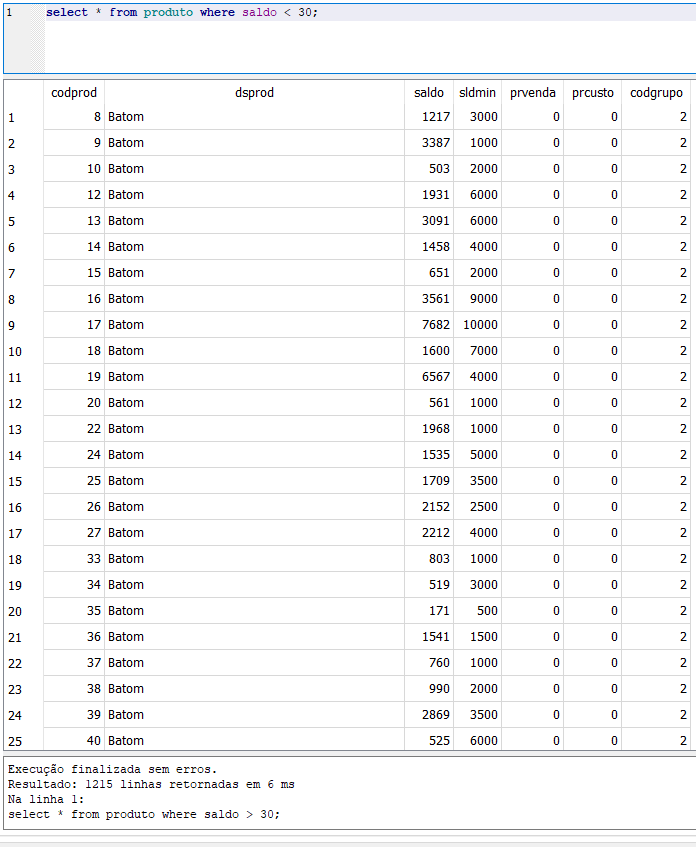 1 select * from produto where saldo < 30;
codprod dsprod saldo sldmin prvenda prcusto codgrupo
1 8 Batom 1217 3000 0 0 2
2 9 Batom 3387 1000 0 0 2
3 10 Batom 503 2000 0 0 2
4 12 Batom 1931 6000 0 0 2
5 13 Batom 3091 6000 0 0 2
6 14 Batom 1458 4000 0 0 2
7 15 Batom 651 2000 0 0 2
8 16 Batom 3561 9000 0 0 2
9 17 Batom 7682 10000 0 0 2
10 18 Batom 1600 7000 0 0 2
11 19 Batom 6567 4000 0 0 2
12 20 Batom 561 1000 0 0 2
13 22 Batom 1968 1000 0 0 2
14 24 Batom 1535 5000 0 0 2
15 25 Batom 1709 3500 0 0 2
16 26 Batom 2152 2500 0 0 2
17 27 Batom 2212 4000 0 0 2
18 33 Batom 803 1000 0 0 2
19 34 Batom 519 3000 0 0 2
20 35 Batom 171 500 0 0 2
21 36 Batom 1541 1500 0 0 2
22 37 Batom 760 1000 0 0 2
23 38 Batom 990 2000 0 0 2
24 39 Batom 2869 3500 0 0 2
25 40 Batom 525 6000 0 0 2
Execução finalizada sem erros.
Resultado: 1215 linhas retornadas em 6 ms
Na linha 1:
select * from produto where saldo > 30;